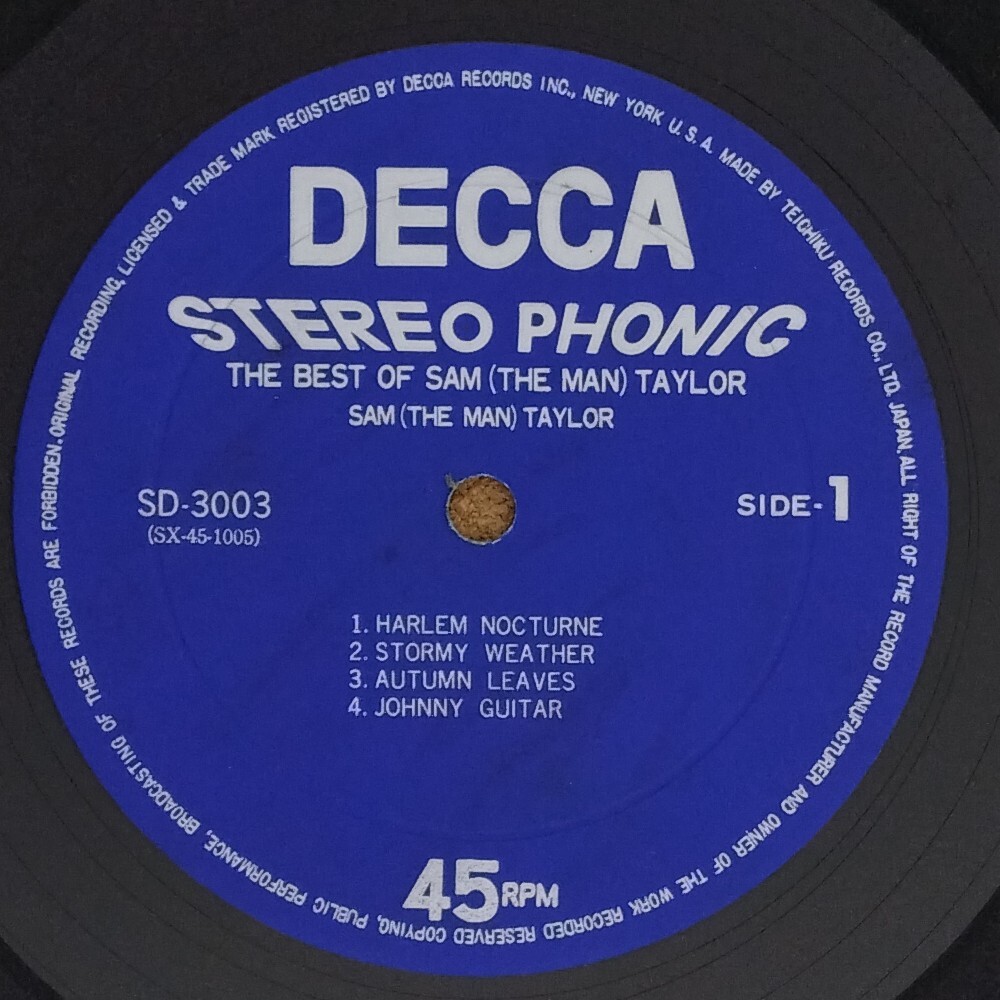 DECCA
STEREO PHONIC
THE BEST OF SAM (THE MAN) TAYLOR
SAM (THE MAN) TAYLOR
SD-3003
(SX-45-1005)
SIDE-1
1. HARLEM NOCTURNE
2. STORMY WEATHER
3. AUTUMN LEAVES
4. JOHNNY GUITAR
45 RPM
ORIGINAL RECORDING, LICENSED & TRADE MARK REGISTERED BY DECCA RECORDS INC., NEW YORK U. S. A. MADE BY TEICHIKU RECORDS CO., LTD. JAPAN. ALL RIGHT OF THE RECORD MANUFACTURER AND OWNER OF THE WORK RECORDED RESERVED COPYING, PUBLIC PERFORMANCE, BROADCASTING OF THESE RECORDS ARE FORBIDDEN.